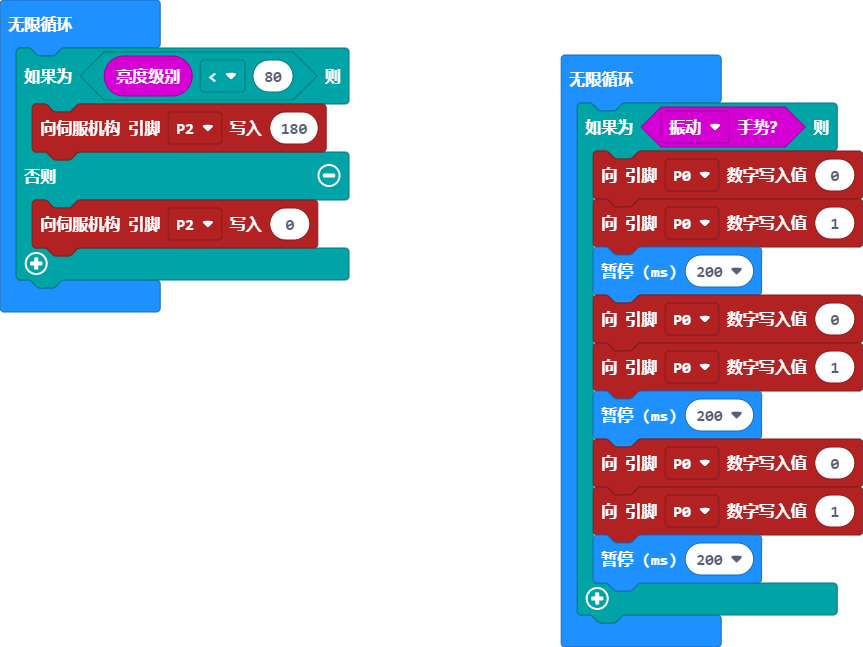 无限循环
如果为 亮度级别 < 80 则
向伺服机构 引脚 P2 写入 180
否则
向伺服机构 引脚 P2 写入 0
无限循环
如果为 振动 手势? 则
向 引脚 P0 数字写入值 0
向 引脚 P0 数字写入值 1
暂停 (ms) 200
向 引脚 P0 数字写入值 0
向 引脚 P0 数字写入值 1
暂停 (ms) 200
向 引脚 P0 数字写入值 0
向 引脚 P0 数字写入值 1
暂停 (ms) 200